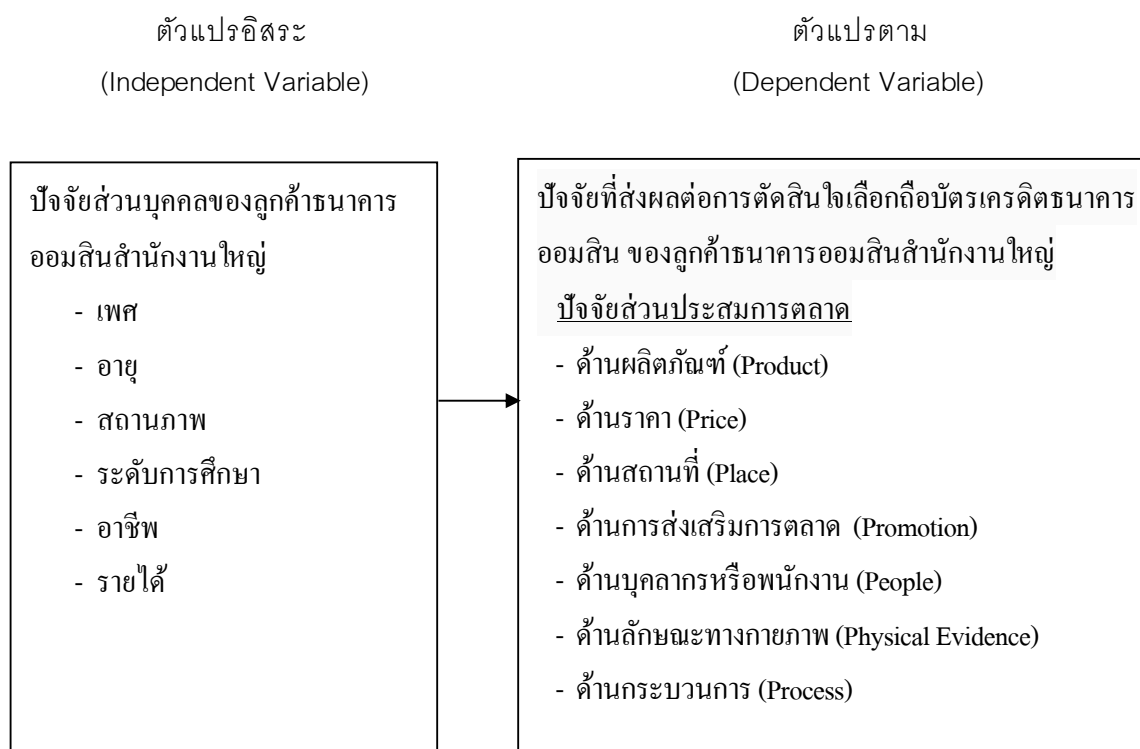 ตัวแปรอิสระ
(Independent Variable)
ตัวแปรตาม
(Dependent Variable)
ปัจจัยส่วนบุคคลของลูกค้าธนาคาร
ออมสินสำนักงานใหญ่
- เพศ
- อายุ
- สถานภาพ
- ระดับการศึกษา
- อาชีพ
- รายได้
ปัจจัยที่ส่งผลต่อการตัดสินใจเลือกถือบัตรเครดิตธนาคาร
ออมสิน ของลูกค้าธนาคารออมสินสำนักงานใหญ่
ปัจจัยส่วนประสมการตลาด
- ด้านผลิตภัณฑ์ (Product)
- ด้านราคา (Price)
- ด้านสถานที่ (Place)
- ด้านการส่งเสริมการตลาด (Promotion)
- ด้านบุคลากรหรือพนักงาน (People)
- ด้านลักษณะทางกายภาพ (Physical Evidence)
- ด้านกระบวนการ (Process)